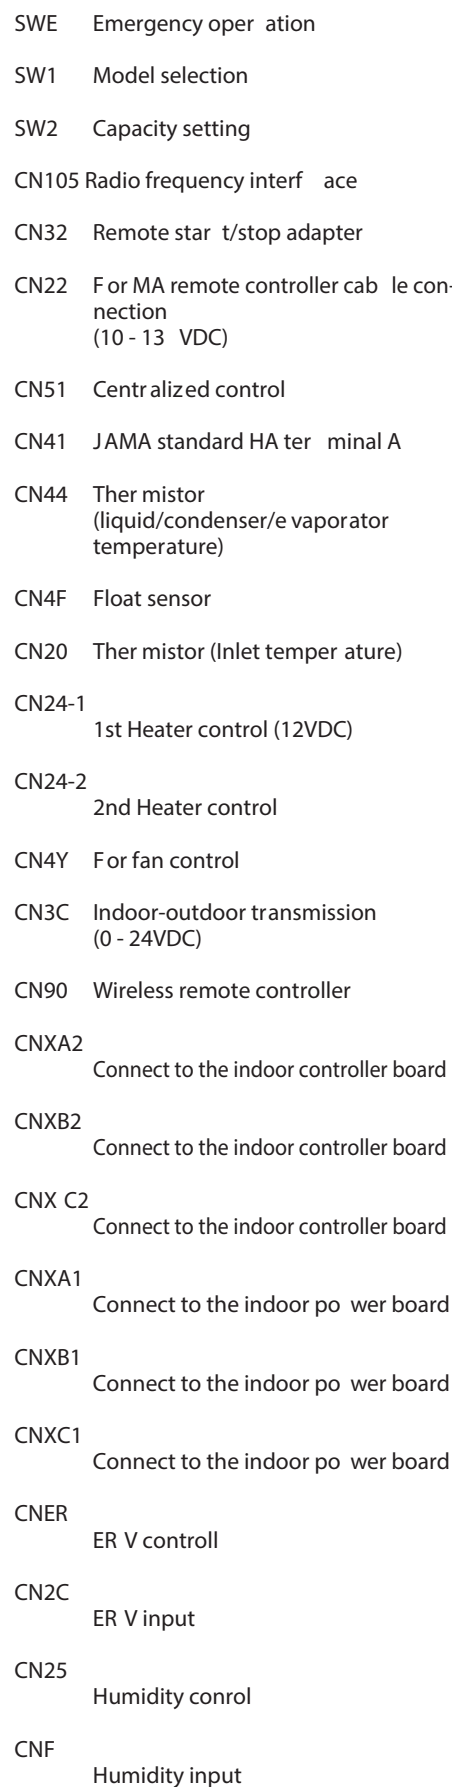 SWE Emergency oper ation
SW1 Model selection
SW2 Capacity setting
CN105 Radio frequency interf ace
CN32 Remote star t/stop adapter
CN22 F or MA remote controller cab le con-
nection
(10 - 13 VDC)
CN51 Centr alized control
CN41 J AMA standard HA ter minal A
CN44 Ther mistor
(liquid/condenser/e vaporator
temperature)
CN4F Float sensor
CN20 Ther mistor (Inlet temper ature)
CN24-1
1st Heater control (12VDC)
CN24-2
2nd Heater control
CN4Y F or fan control
CN3C Indoor-outdoor transmission
(0 - 24VDC)
CN90 Wireless remote controller
CNXA2
Connect to the indoor controller board
CNXB2
Connect to the indoor controller board
CNX C2
Connect to the indoor controller board
CNXA1
Connect to the indoor po wer board
CNXB1
Connect to the indoor po wer board
CNXC1
Connect to the indoor po wer board
CNER
ER V controll
CN2C
ER V input
CN25
Humidity conrol
CNF
Humidity input